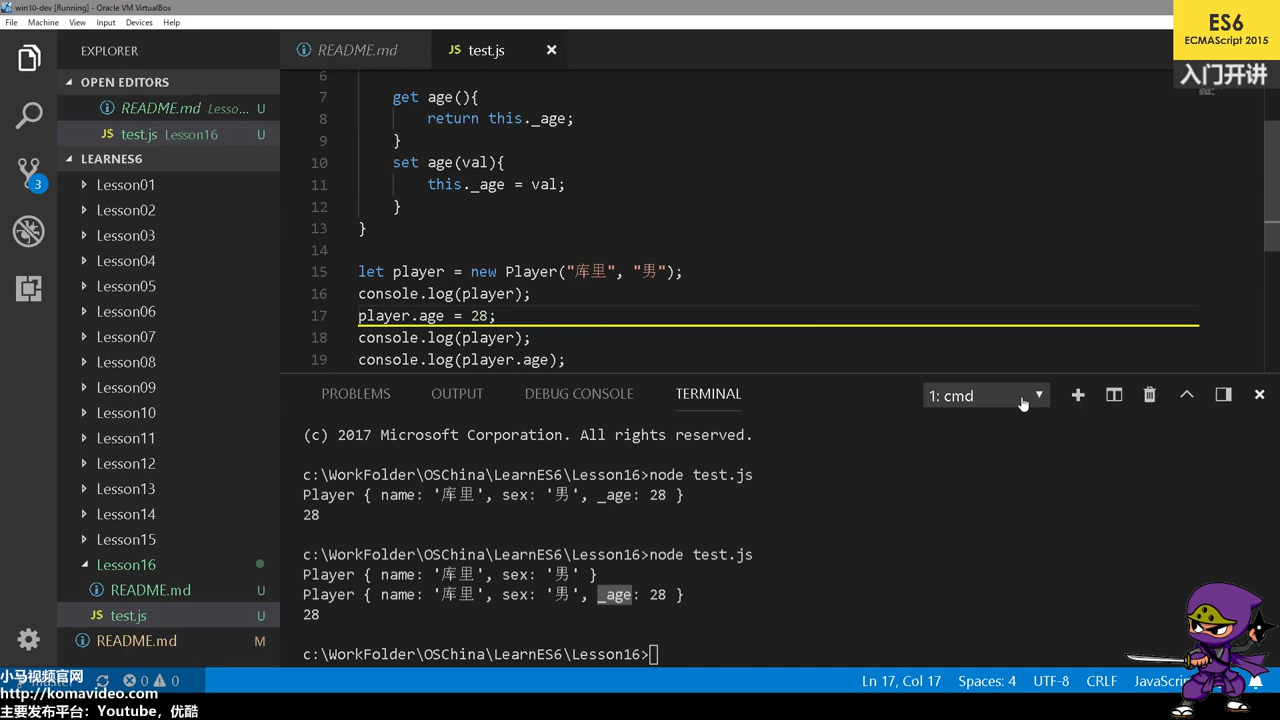 win10-dev [Running] - Oracle VM VirtualBox
File Machine View Input Devices Help
ES6
ECMAScript 2015
入门开讲
EXPLORER
OPEN EDITORS
README.md Lesso... U
JS test.js Lesson16 U
LEARNES6
Lesson01
Lesson02
Lesson03
Lesson04
Lesson05
Lesson06
Lesson07
Lesson08
Lesson09
Lesson10
Lesson11
Lesson12
Lesson13
Lesson14
Lesson15
Lesson16
README.md U
JS test.js U
README.md M
3
README.md JS test.js
6
7 get age(){
8 return this._age;
9 }
10 set age(val){
11 this._age = val;
12 }
13 }
14
15 let player = new Player("库里", "男");
16 console.log(player);
17 player.age = 28;
18 console.log(player);
19 console.log(player.age);
PROBLEMS OUTPUT DEBUG CONSOLE TERMINAL 1: cmd
(c) 2017 Microsoft Corporation. All rights reserved.
c:\WorkFolder\OSChina\LearnES6\Lesson16>node test.js
Player { name: '库里', sex: '男', _age: 28 }
28
c:\WorkFolder\OSChina\LearnES6\Lesson16>node test.js
Player { name: '库里', sex: '男' }
Player { name: '库里', sex: '男', _age: 28 }
28
c:\WorkFolder\OSChina\LearnES6\Lesson16>
0 0 Ln 17, Col 17 Spaces: 4 UTF-8 CRLF
小马视频官网
http://komavideo.com
主要发布平台：Youtube，优酷